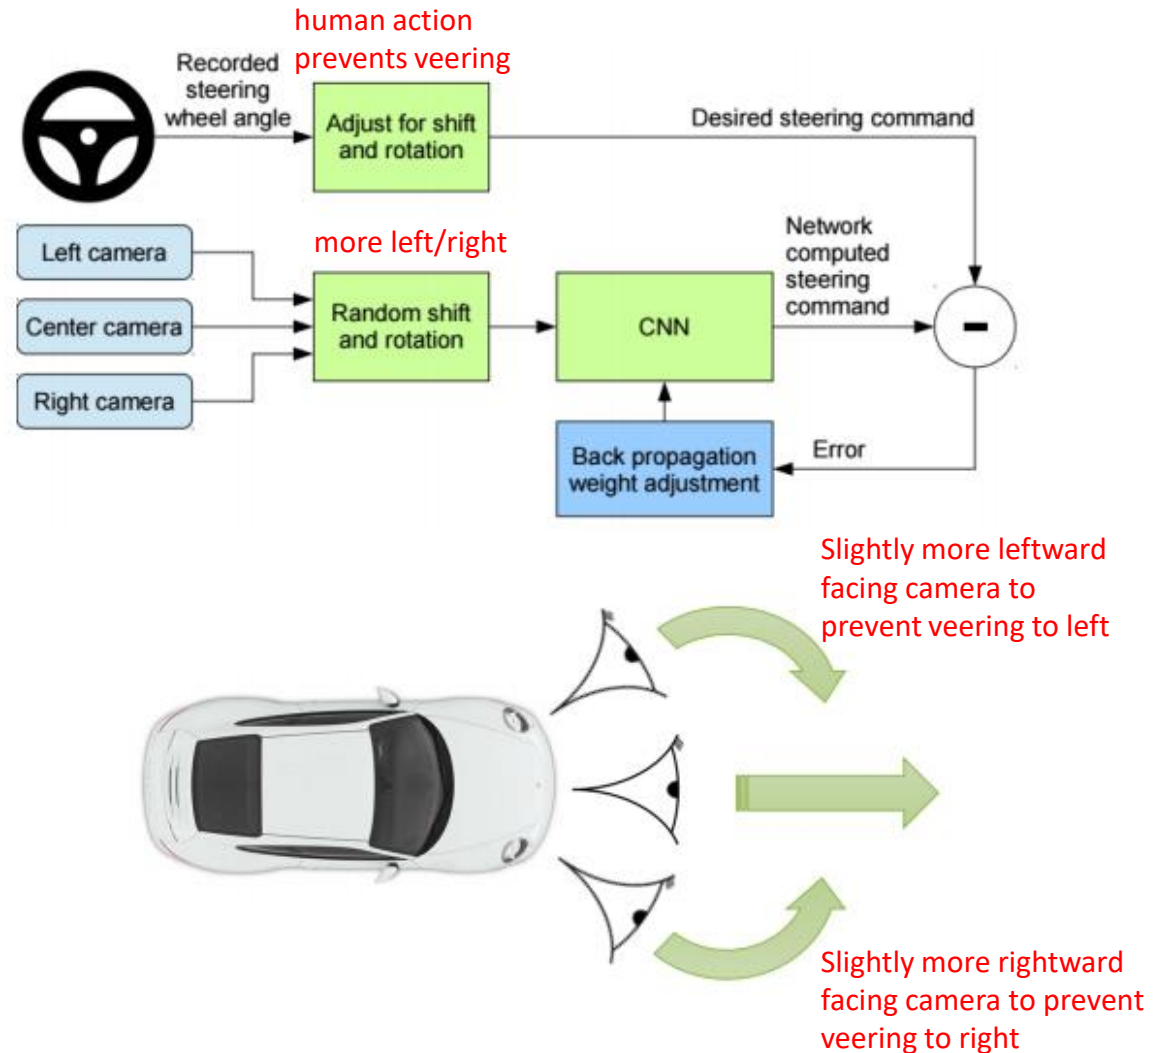 human action
prevents veering
Recorded
steering
wheel angle
Adjust for shift
and rotation
Desired steering command
Left camera
Center camera
Right camera
more left/right
Random shift
and rotation
CNN
Network
computed
steering
command
-
Back propagation
weight adjustment
Error
Slightly more leftward
facing camera to
prevent veering to left
Slightly more rightward
facing camera to prevent
veering to right